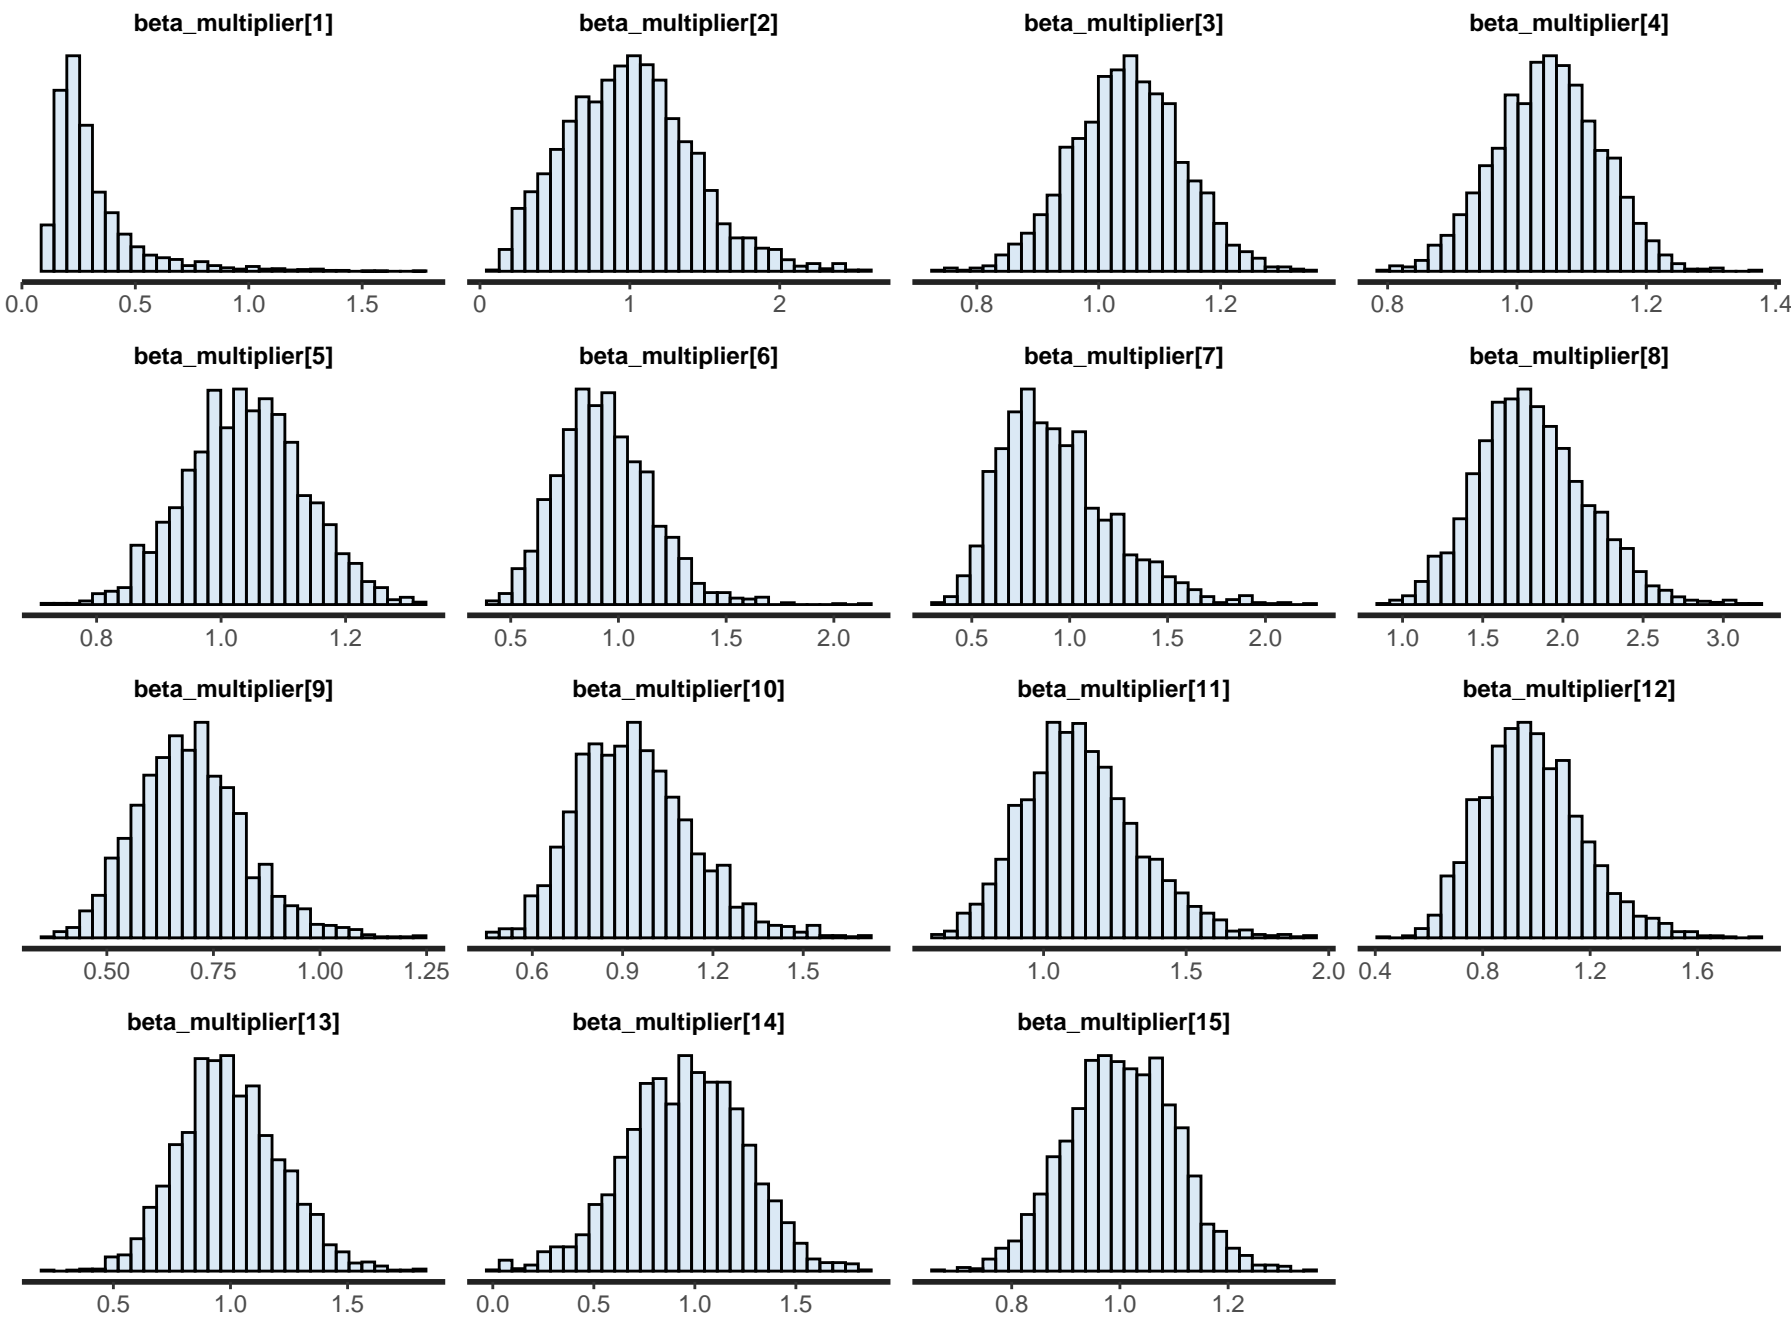 beta_multiplier[1] beta_multiplier[2] beta_multiplier[3] beta_multiplier[4]
0.0 0.5 1.0 1.5 0 1 2 0.8 1.0 1.2 0.8 1.0 1.2 1.4
beta_multiplier[5] beta_multiplier[6] beta_multiplier[7] beta_multiplier[8]
0.8 1.0 1.2 0.5 1.0 1.5 2.0 0.5 1.0 1.5 2.0 1.0 1.5 2.0 2.5 3.0
beta_multiplier[9] beta_multiplier[10] beta_multiplier[11] beta_multiplier[12]
0.50 0.75 1.00 1.25 0.6 0.9 1.2 1.5 1.0 1.5 2.0 0.4 0.8 1.2 1.6
beta_multiplier[13] beta_multiplier[14] beta_multiplier[15]
0.5 1.0 1.5 0.0 0.5 1.0 1.5 0.8 1.0 1.2